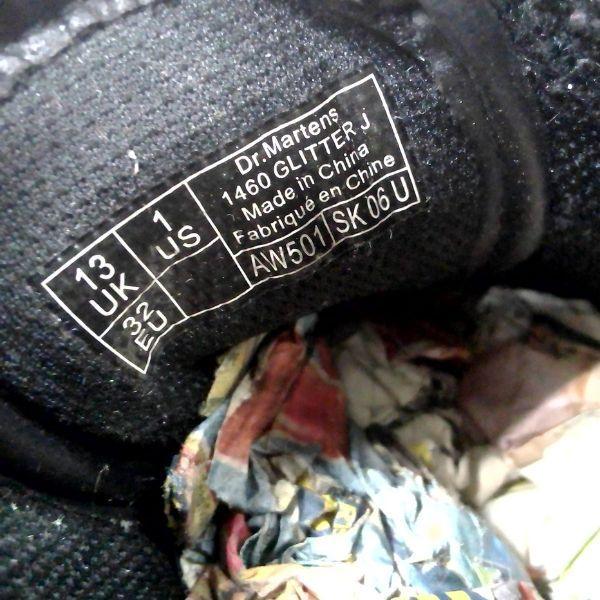 13
UK
1
US
32
EU
Dr.Martens
1460 GLITTER J
Made in China
Fabriqué en Chine
AW501 SK 06 U